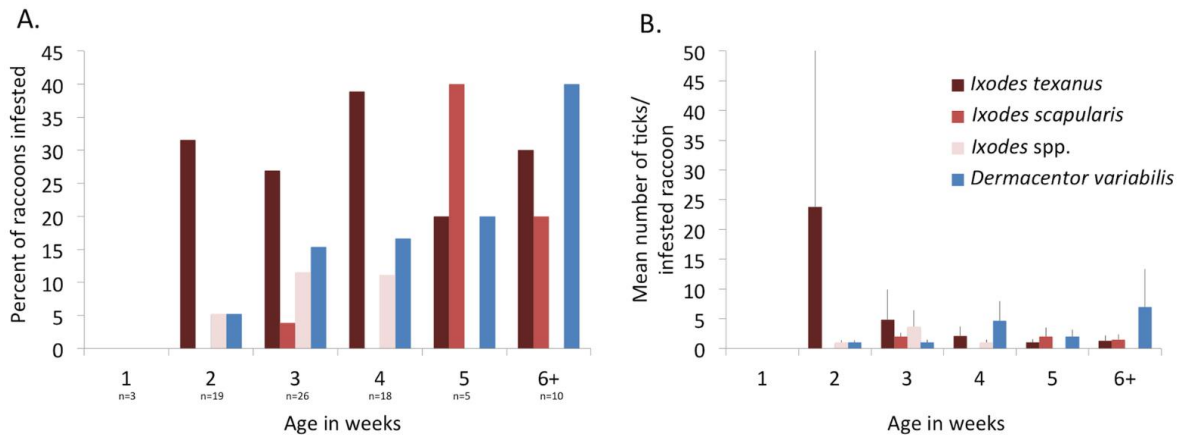 A.
Percent of raccoons infested
45
40
35
30
25
20
15
10
5
0
1 2 3 4 5 6+
n=3 n=19 n=26 n=18 n=5 n=10
Age in weeks
B.
Mean number of ticks/
infested raccoon
50
45
40
35
30
25
20
15
10
5
0
Ixodes texanus
Ixodes scapularis
Ixodes spp.
Dermacentor variabilis
1 2 3 4 5 6+
Age in weeks